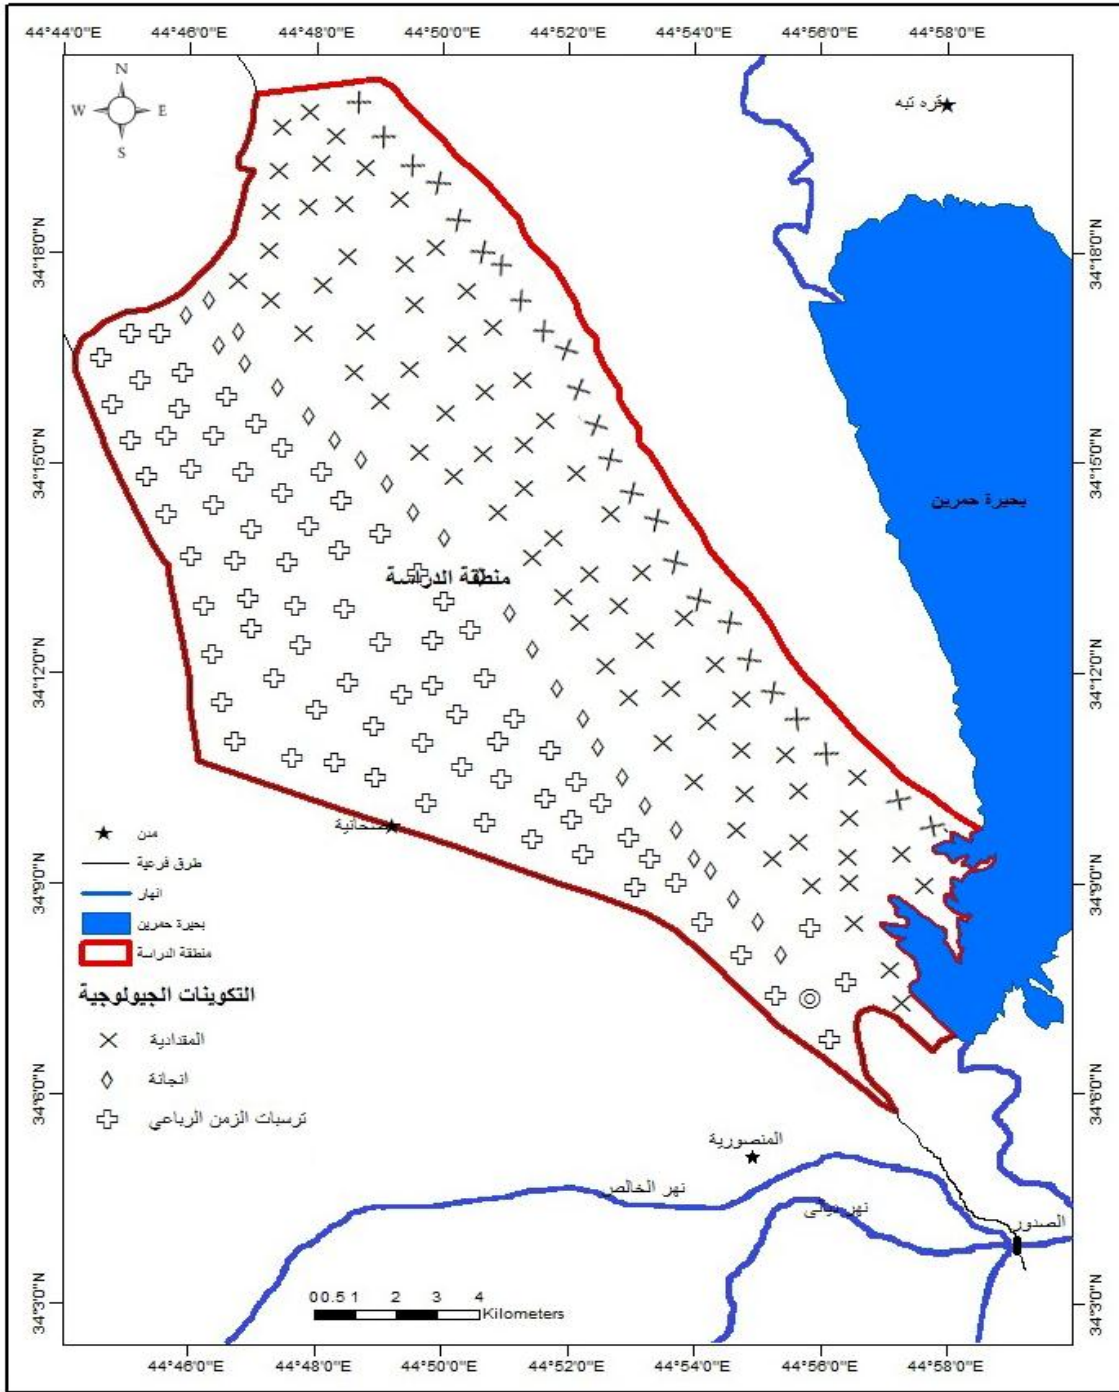 44°44'0"E 44°46'0"E 44°48'0"E 44°50'0"E 44°52'0"E 44°54'0"E 44°56'0"E 44°58'0"E
N
W E
S
قره تبه
34°18'0"N 34°18'0"N
34°15'0"N 34°15'0"N
بحيرة حمرين
منطقة الدراسة
34°12'0"N 34°12'0"N
مدن
طرق فرعية
انهار
بحيرة حمرين
منطقة الدراسة
34°9'0"N 34°9'0"N
التكوينات الجيولوجية
المقدادية
انجانة
ترسبات الزمن الرباعي
34°6'0"N 34°6'0"N
المنصورية
نهر الخالص
نهر ديالى
الصدور
34°3'0"N 34°3'0"N
0 0.5 1 2 3 4
Kilometers
44°46'0"E 44°48'0"E 44°50'0"E 44°52'0"E 44°54'0"E 44°56'0"E 44°58'0"E